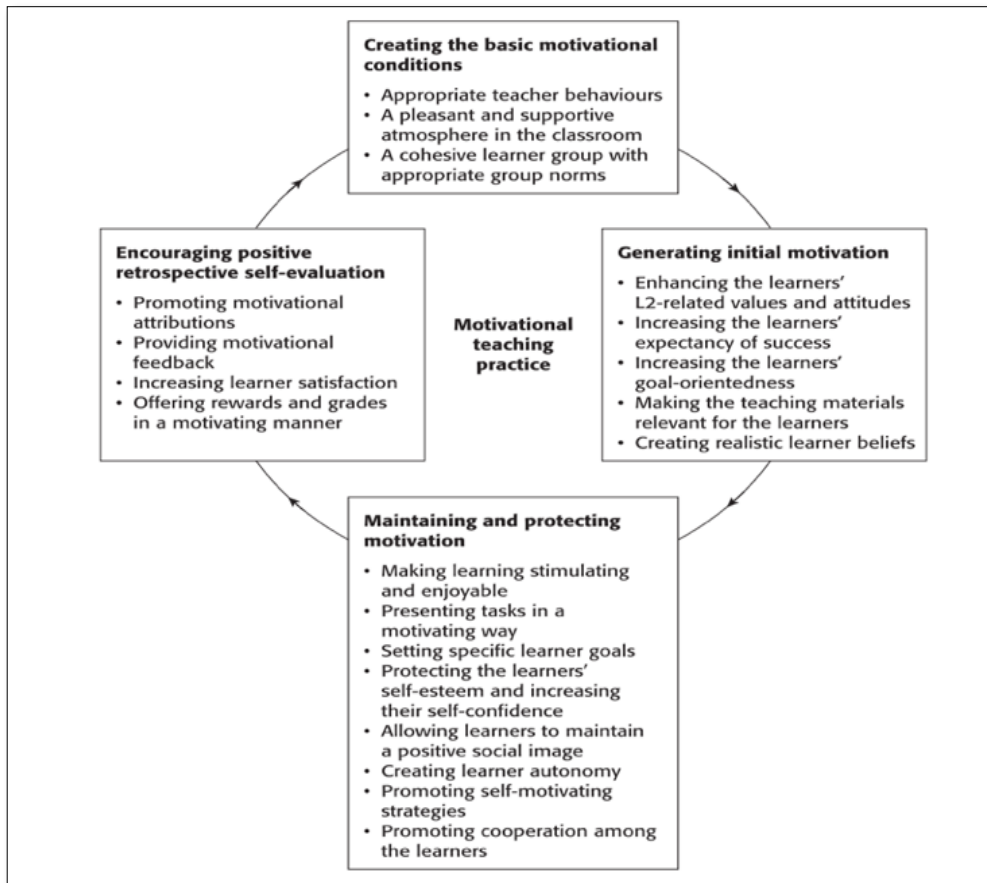 Creating the basic motivational
conditions
• Appropriate teacher behaviours
• A pleasant and supportive
atmosphere in the classroom
• A cohesive learner group with
appropriate group norms
Encouraging positive
retrospective self-evaluation
• Promoting motivational
attributions
• Providing motivational
feedback
• Increasing learner satisfaction
• Offering rewards and grades
in a motivating manner
Motivational
teaching
practice
Generating initial motivation
• Enhancing the learners'
L2-related values and attitudes
• Increasing the learners'
expectancy of success
• Increasing the learners'
goal-orientedness
• Making the teaching materials
relevant for the learners
• Creating realistic learner beliefs
Maintaining and protecting
motivation
• Making learning stimulating
and enjoyable
• Presenting tasks in a
motivating way
• Setting specific learner goals
• Protecting the learners'
self-esteem and increasing
their self-confidence
• Allowing learners to maintain
a positive social image
• Creating learner autonomy
• Promoting self-motivating
strategies
• Promoting cooperation among
the learners